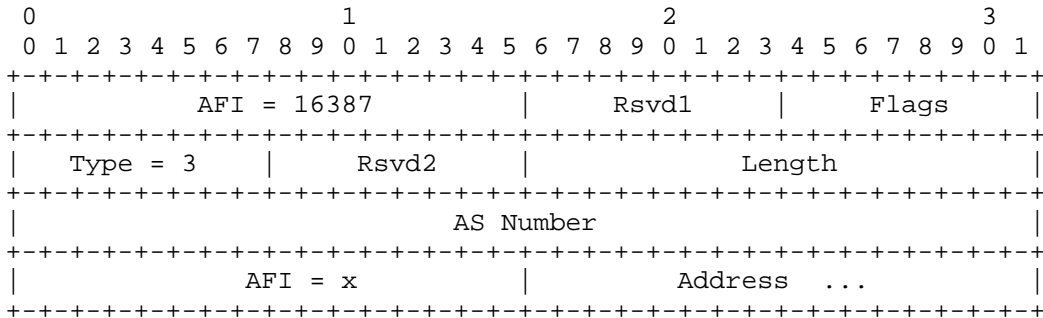 0                   1                   2                   3
 0 1 2 3 4 5 6 7 8 9 0 1 2 3 4 5 6 7 8 9 0 1 2 3 4 5 6 7 8 9 0 1
+-+-+-+-+-+-+-+-+-+-+-+-+-+-+-+-+-+-+-+-+-+-+-+-+-+-+-+-+-+-+-+-+
|           AFI = 16387         |     Rsvd1     |     Flags     |
+-+-+-+-+-+-+-+-+-+-+-+-+-+-+-+-+-+-+-+-+-+-+-+-+-+-+-+-+-+-+-+-+
|   Type = 3    |     Rsvd2     |             Length            |
+-+-+-+-+-+-+-+-+-+-+-+-+-+-+-+-+-+-+-+-+-+-+-+-+-+-+-+-+-+-+-+-+
|                           AS Number                           |
+-+-+-+-+-+-+-+-+-+-+-+-+-+-+-+-+-+-+-+-+-+-+-+-+-+-+-+-+-+-+-+-+
|              AFI = x          |         Address  ...          |
+-+-+-+-+-+-+-+-+-+-+-+-+-+-+-+-+-+-+-+-+-+-+-+-+-+-+-+-+-+-+-+-+